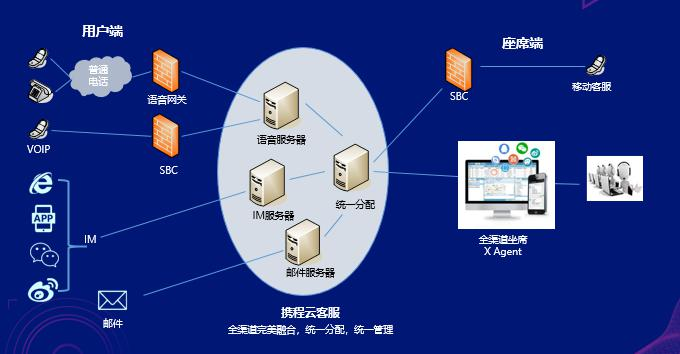 用户端
座席端
普通
电话
语音网关
SBC
移动客服
语音服务器
VOIP
SBC
统一分配
APP
IM
IM服务器
全渠道坐席
X Agent
邮件服务器
邮件
携程云客服
全渠道完美融合，统一分配，统一管理